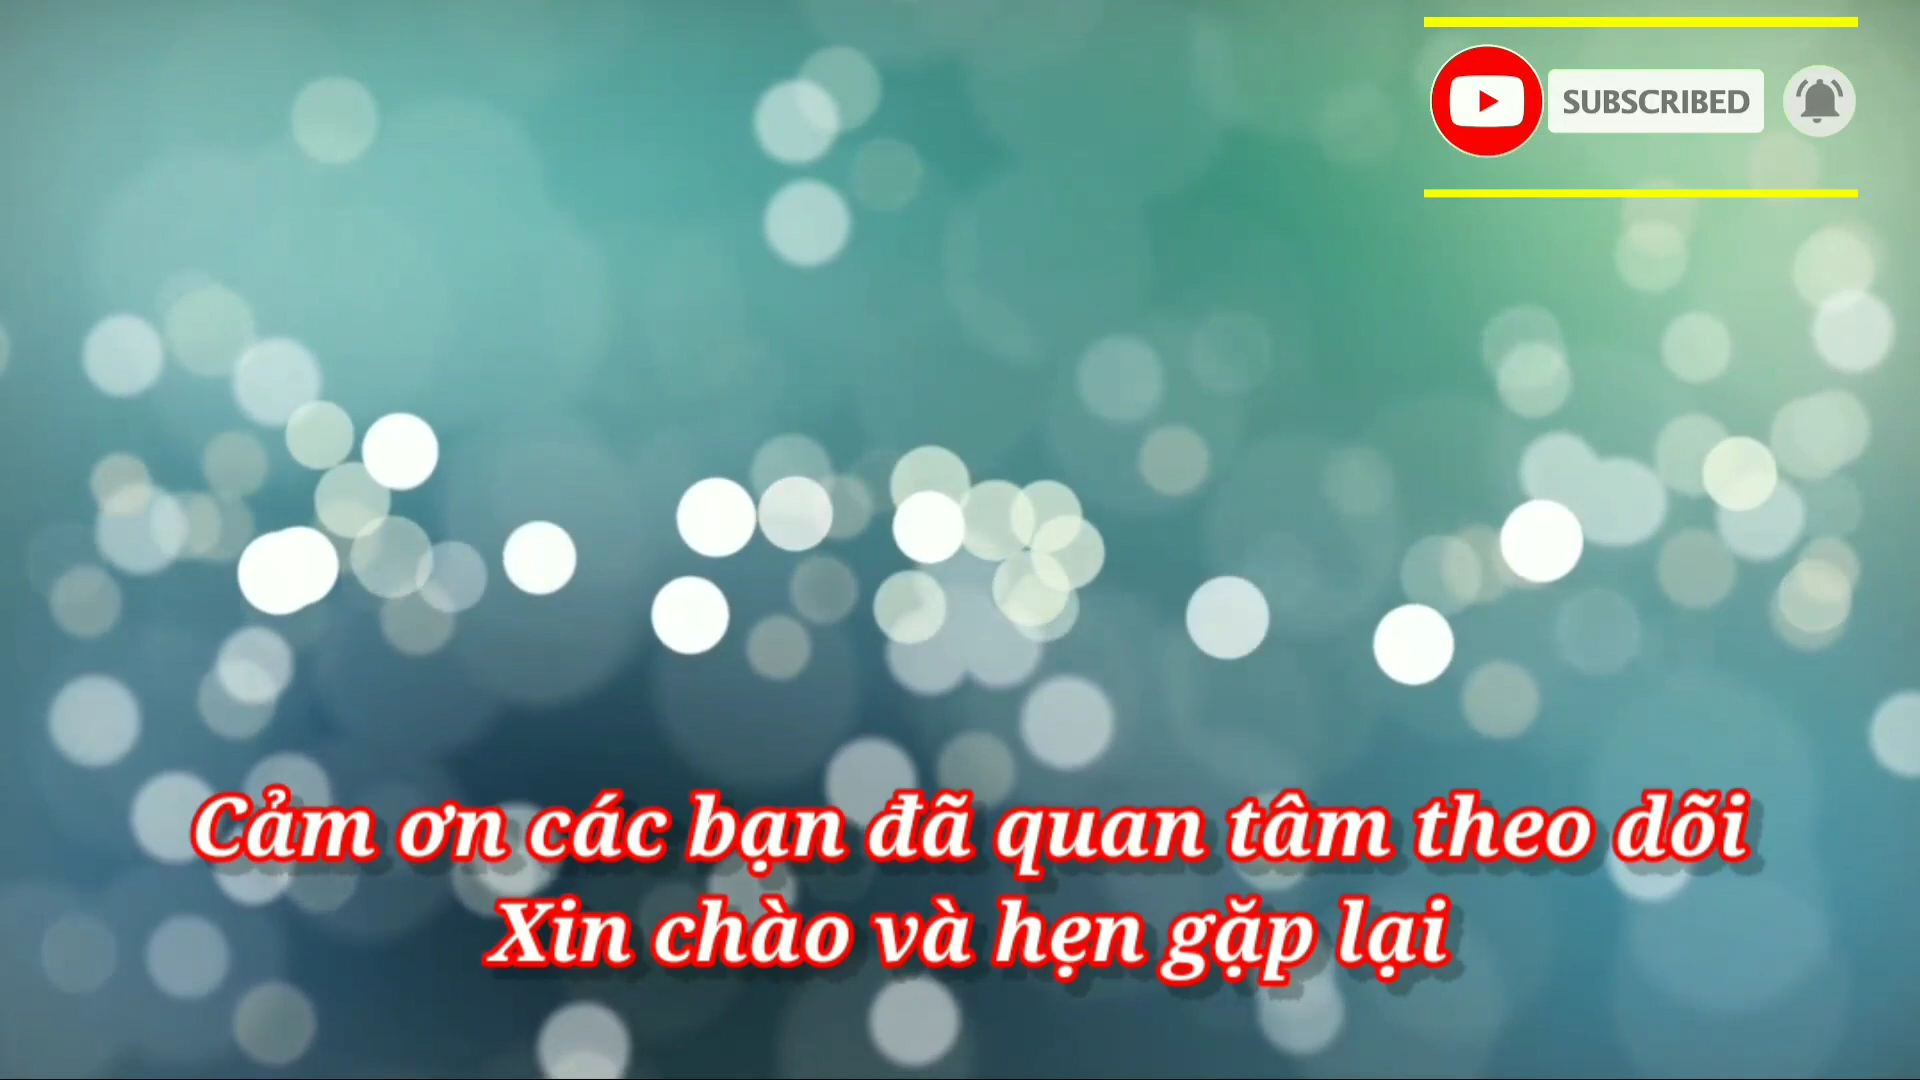 SUBSCRIBED
Cảm ơn các bạn đã quan tâm theo dõi
Xin chào và hẹn gặp lại